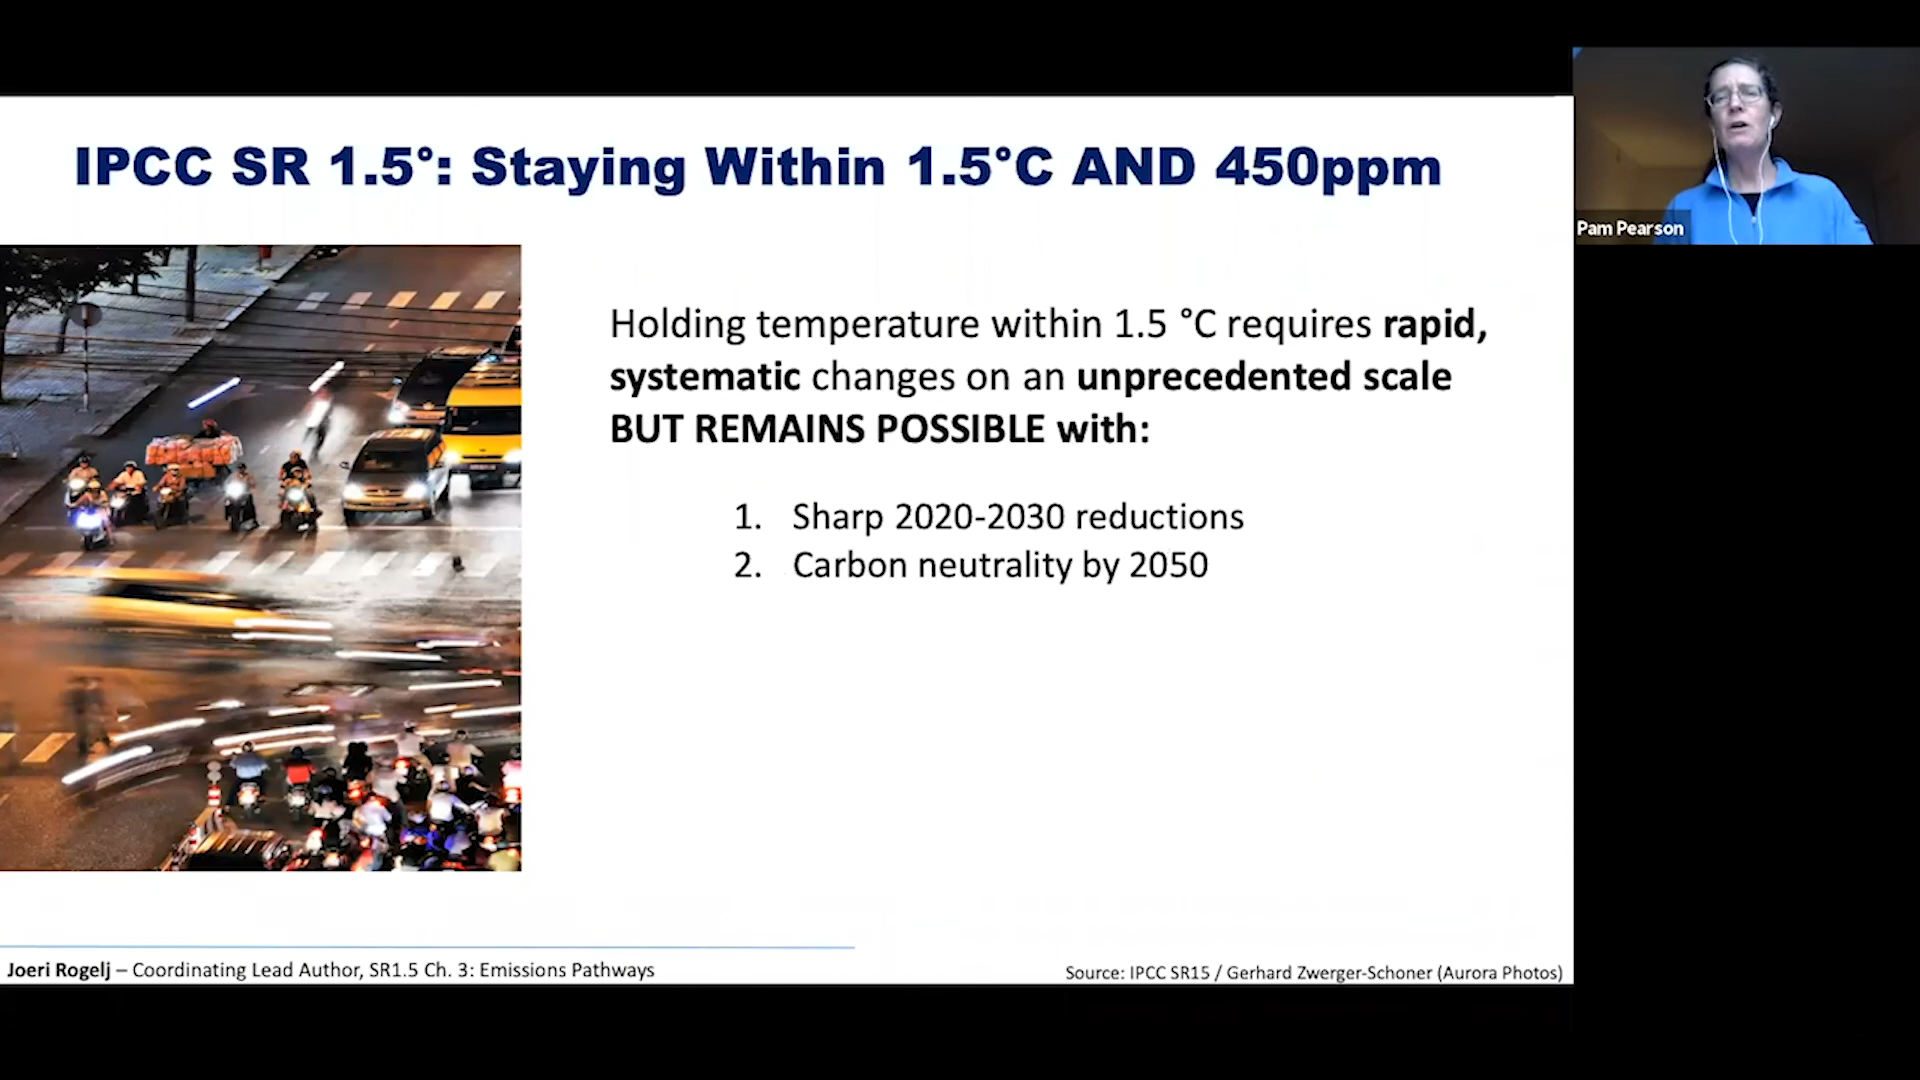 IPCC SR 1.5°: Staying Within 1.5°C AND 450ppm
Pam Pearson
Holding temperature within 1.5 °C requires rapid,
systematic changes on an unprecedented scale
BUT REMAINS POSSIBLE with:
1. Sharp 2020-2030 reductions
2. Carbon neutrality by 2050
Joeri Rogelj – Coordinating Lead Author, SR1.5 Ch. 3: Emissions Pathways
Source: IPCC SR15 / Gerhard Zwerger-Schoner (Aurora Photos)